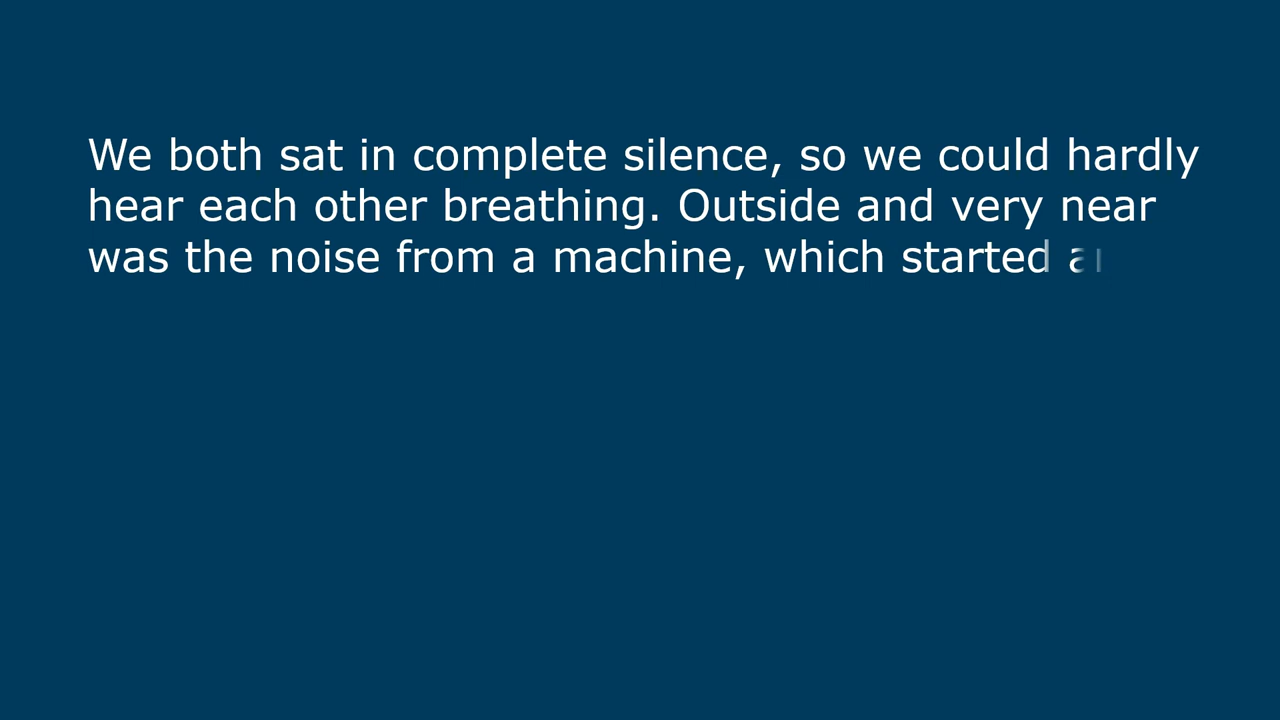 We both sat in complete silence, so we could hardly
hear each other breathing. Outside and very near
was the noise from a machine, which started